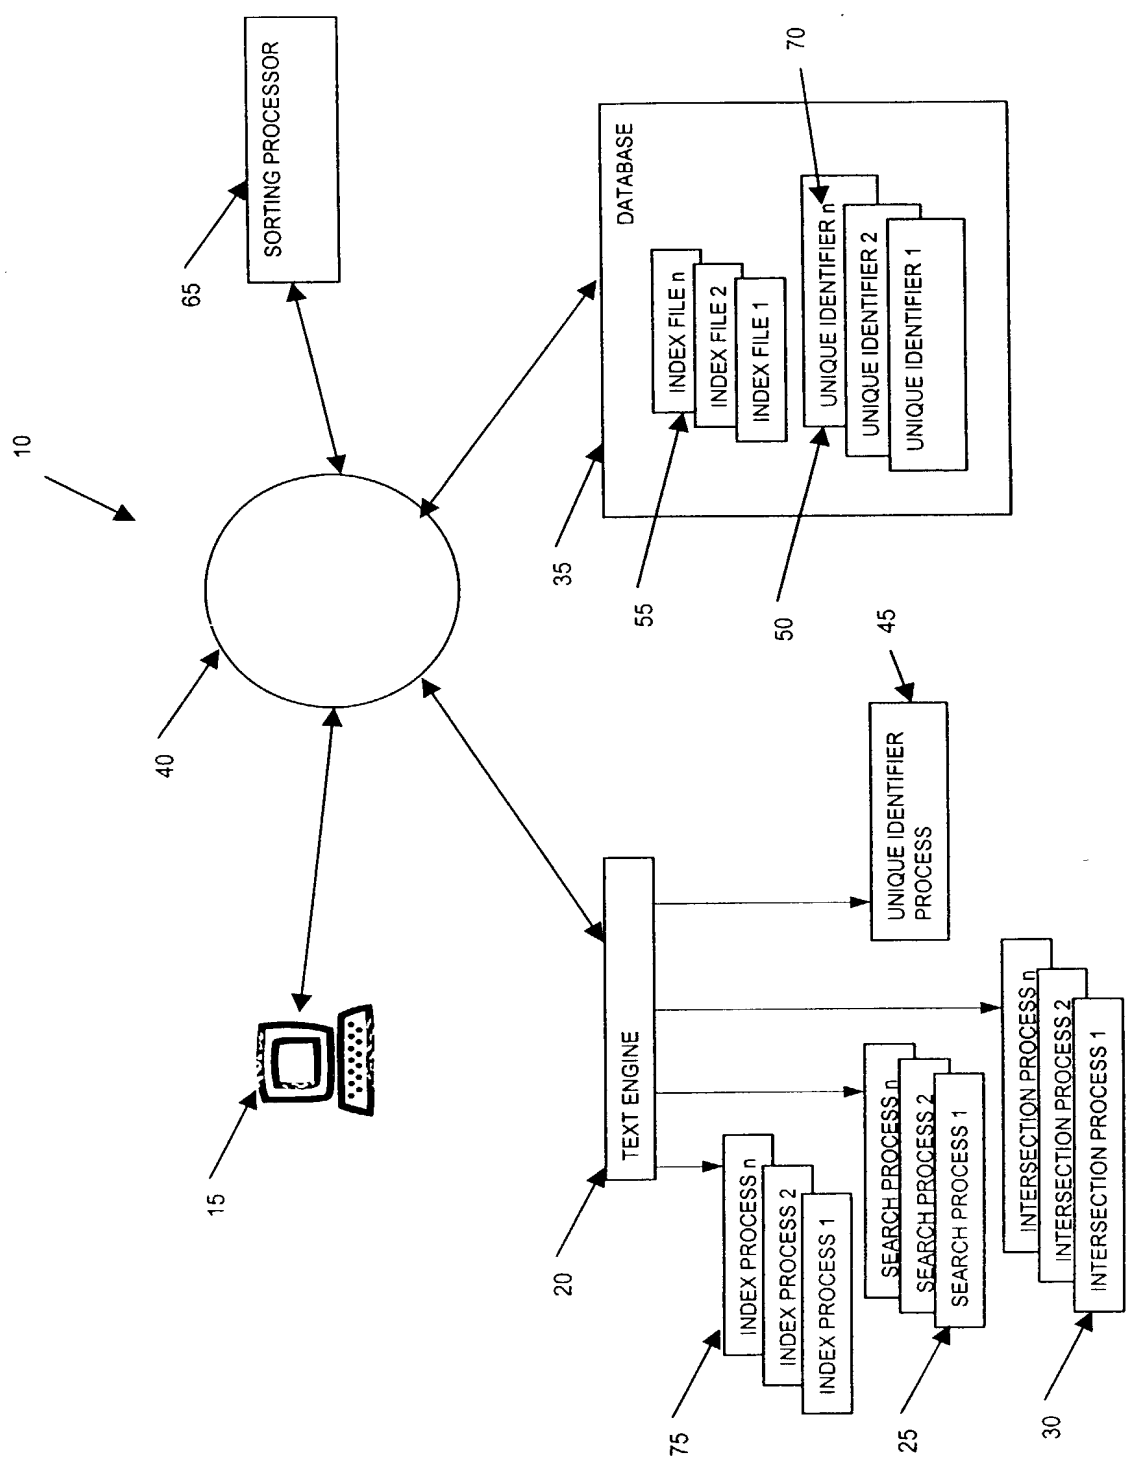 10
15
40
65
SORTING PROCESSOR
20
TEXT ENGINE
35
DATABASE
75
INDEX PROCESS n
INDEX PROCESS 2
INDEX PROCESS 1
55
INDEX FILE n
INDEX FILE 2
INDEX FILE 1
25
SEARCH PROCESS n
SEARCH PROCESS 2
SEARCH PROCESS 1
UNIQUE IDENTIFIER
PROCESS
45
50
70
UNIQUE IDENTIFIER n
UNIQUE IDENTIFIER 2
UNIQUE IDENTIFIER 1
30
INTERSECTION PROCESS n
INTERSECTION PROCESS 2
INTERSECTION PROCESS 1